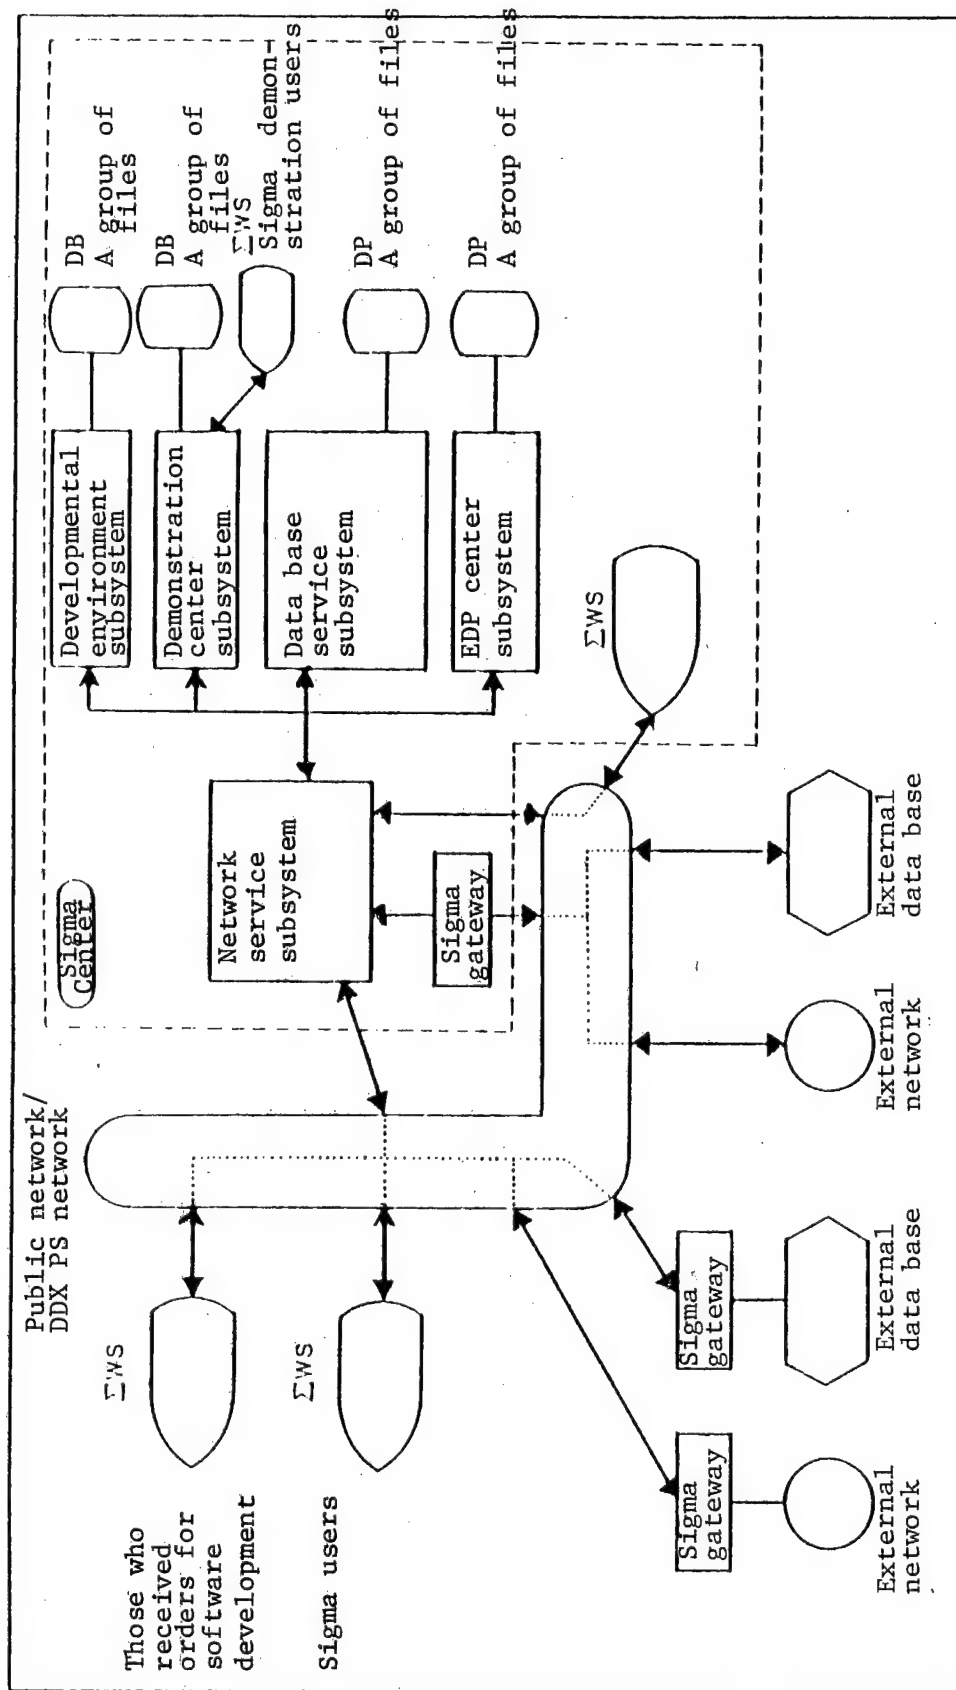 Public network/
DDX PS network
Sigma
Center
Network
service
subsystem
Sigma
gateway
Developmental
environment
subsystem
DB
A group of
files
Demonstration
center
subsystem
DB
A group of
files
ΣWS
Sigma demon-
stration users
Data base
service
subsystem
DP
A group of files
EDP center
subsystem
DP
A group of files
ΣWS
ΣWS
Those who
received
orders for
software
development
ΣWS
Sigma users
Sigma
gateway
External
network
Sigma
gateway
External
data base
External
network
External
data base